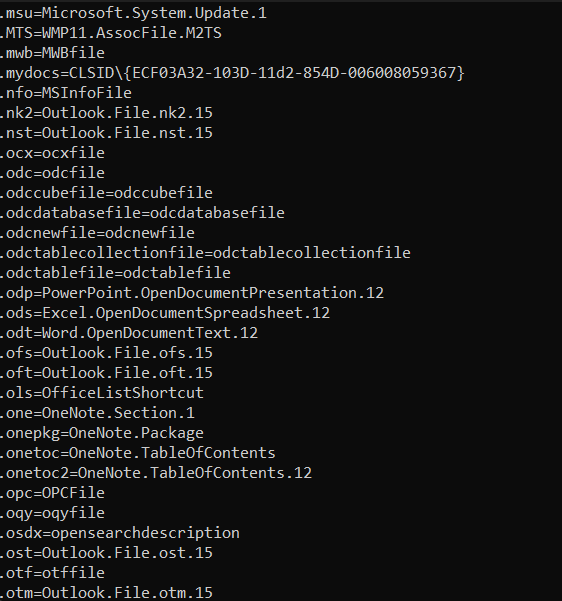 .msu=Microsoft.System.Update.1
.MTS=WMP11.AssocFile.M2TS
.mwb=MWBfile
.mydocs=CLSID\{ECF03A32-103D-11d2-854D-006008059367}
.nfo=MSInfoFile
.nk2=Outlook.File.nk2.15
.nst=Outlook.File.nst.15
.ocx=ocxfile
.odc=odcfile
.odccubefile=odccubefile
.odcdatabasefile=odcdatabasefile
.odcnewfile=odcnewfile
.odctablecollectionfile=odctablecollectionfile
.odctablefile=odctablefile
.odp=PowerPoint.OpenDocumentPresentation.12
.ods=Excel.OpenDocumentSpreadsheet.12
.odt=Word.OpenDocumentText.12
.ofs=Outlook.File.ofs.15
.oft=Outlook.File.oft.15
.ols=OfficeListShortcut
.one=OneNote.Section.1
.onepkg=OneNote.Package
.onetoc=OneNote.TableOfContents
.onetoc2=OneNote.TableOfContents.12
.opc=OPCFile
.oqy=oqyfile
.osdx=opensearchdescription
.ost=Outlook.File.ost.15
.otf=otffile
.otm=Outlook.File.otm.15